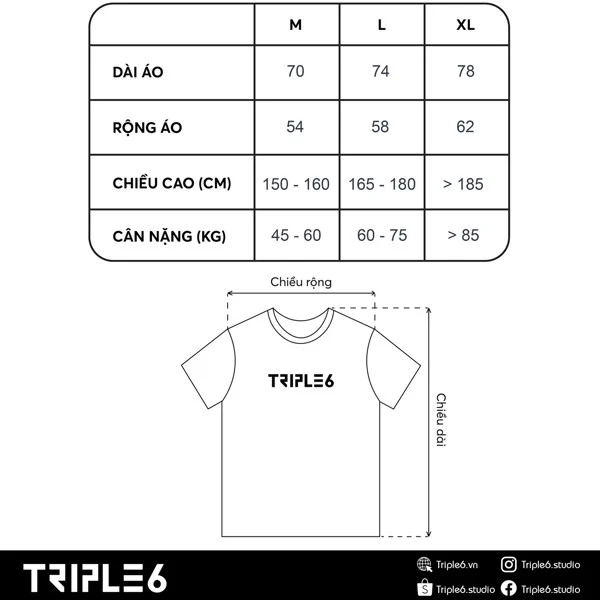 M L XL
DÀI ÁO 70 74 78
RỘNG ÁO 54 58 62
CHIỀU CAO (CM) 150 - 160 165 - 180 > 185
CÂN NẶNG (KG) 45 - 60 60 - 75 > 85
Chiều rộng
TRIPLE6
Chiều dài
TRIPLE6
Triple6.vn
Triple6.studio
Triple6.studio
Triple6.studio